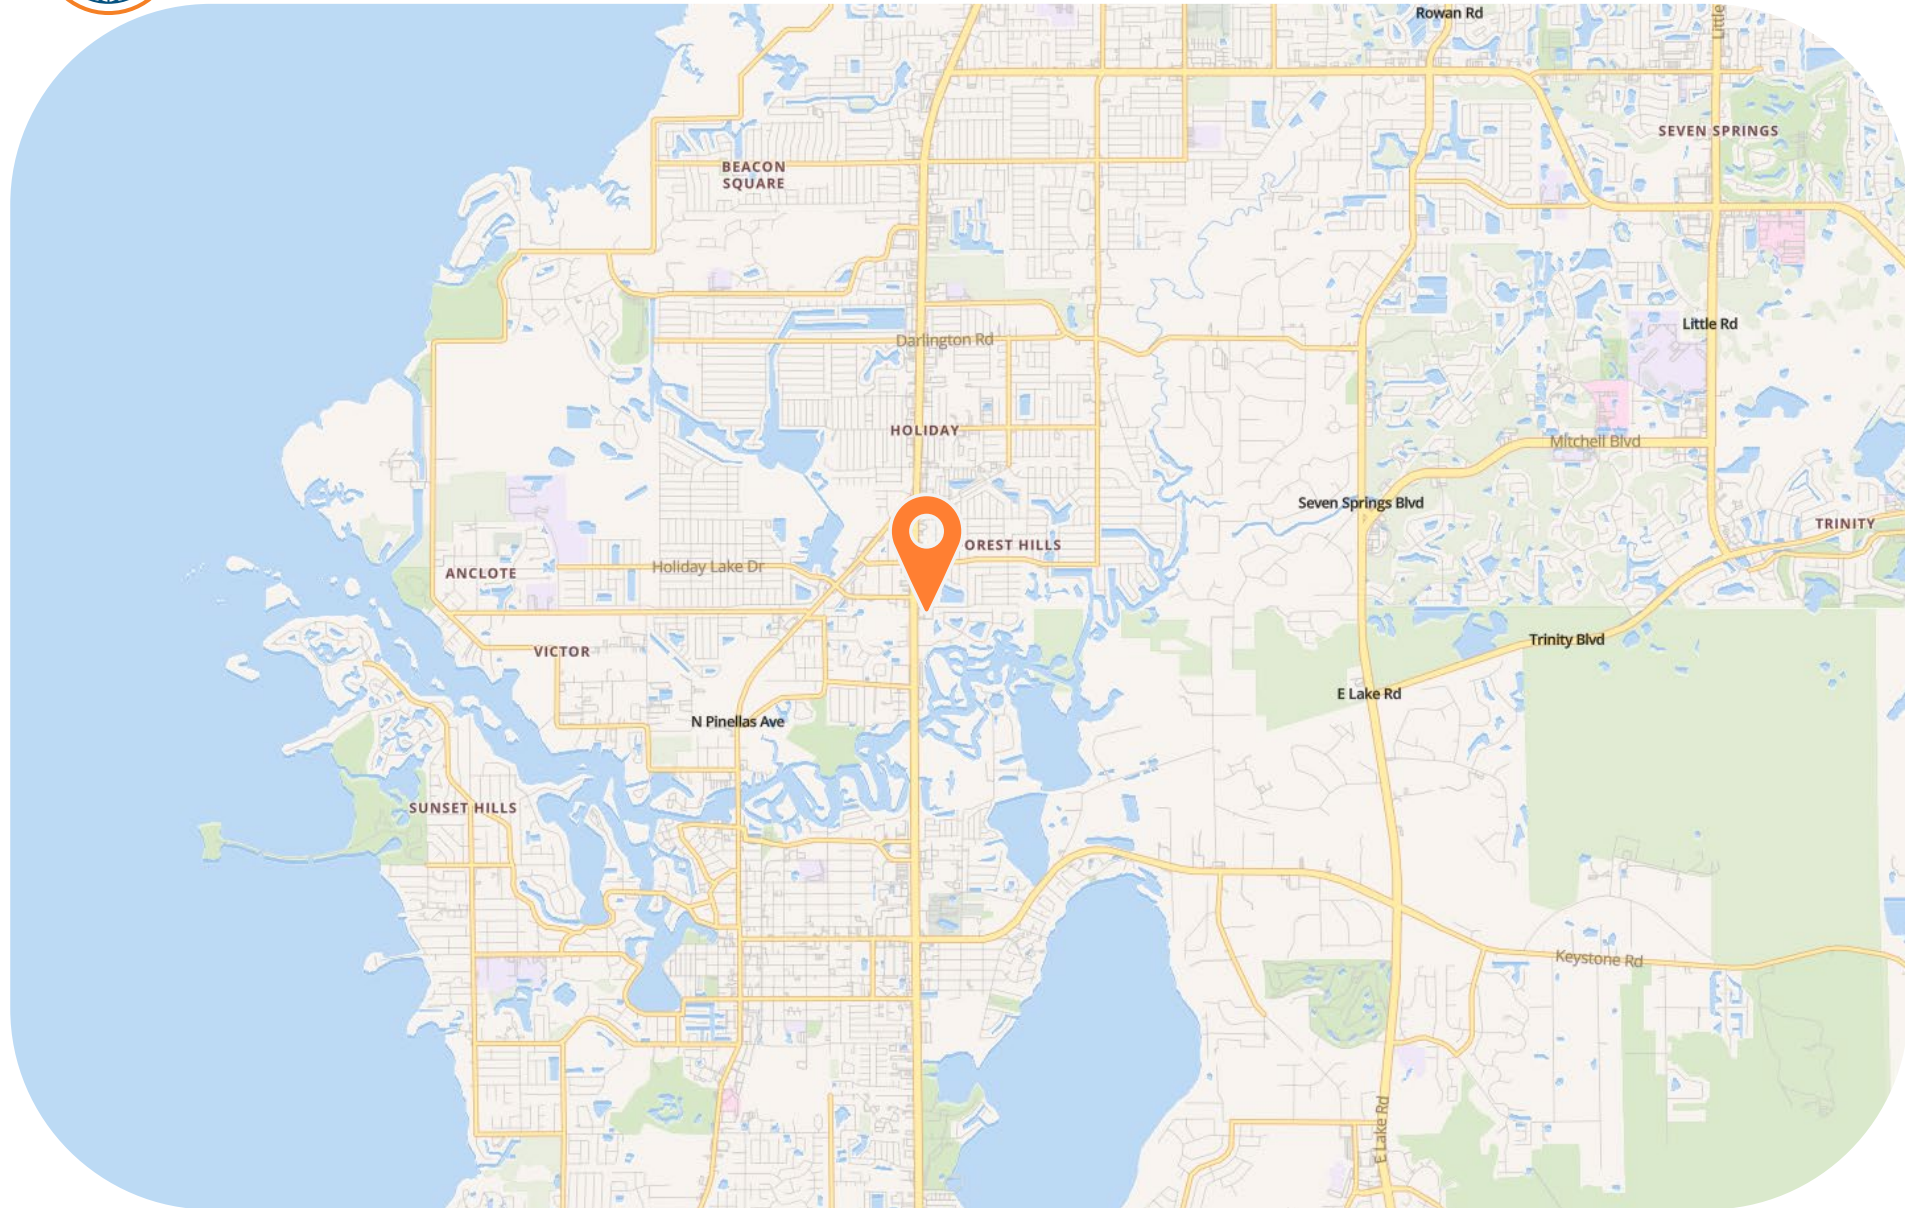 Rowan Rd
Little
SEVEN SPRINGS
BEACON
SQUARE
Little Rd
Darlington Rd
HOLIDAY
Mitchell Blvd
Seven Springs Blvd
TRINITY
OREST HILLS
Holiday Lake Dr
ANCLOTE
Trinity Blvd
VICTOR
E Lake Rd
N Pinellas Ave
SUNSET HILLS
Keystone Rd
E Lake Rd